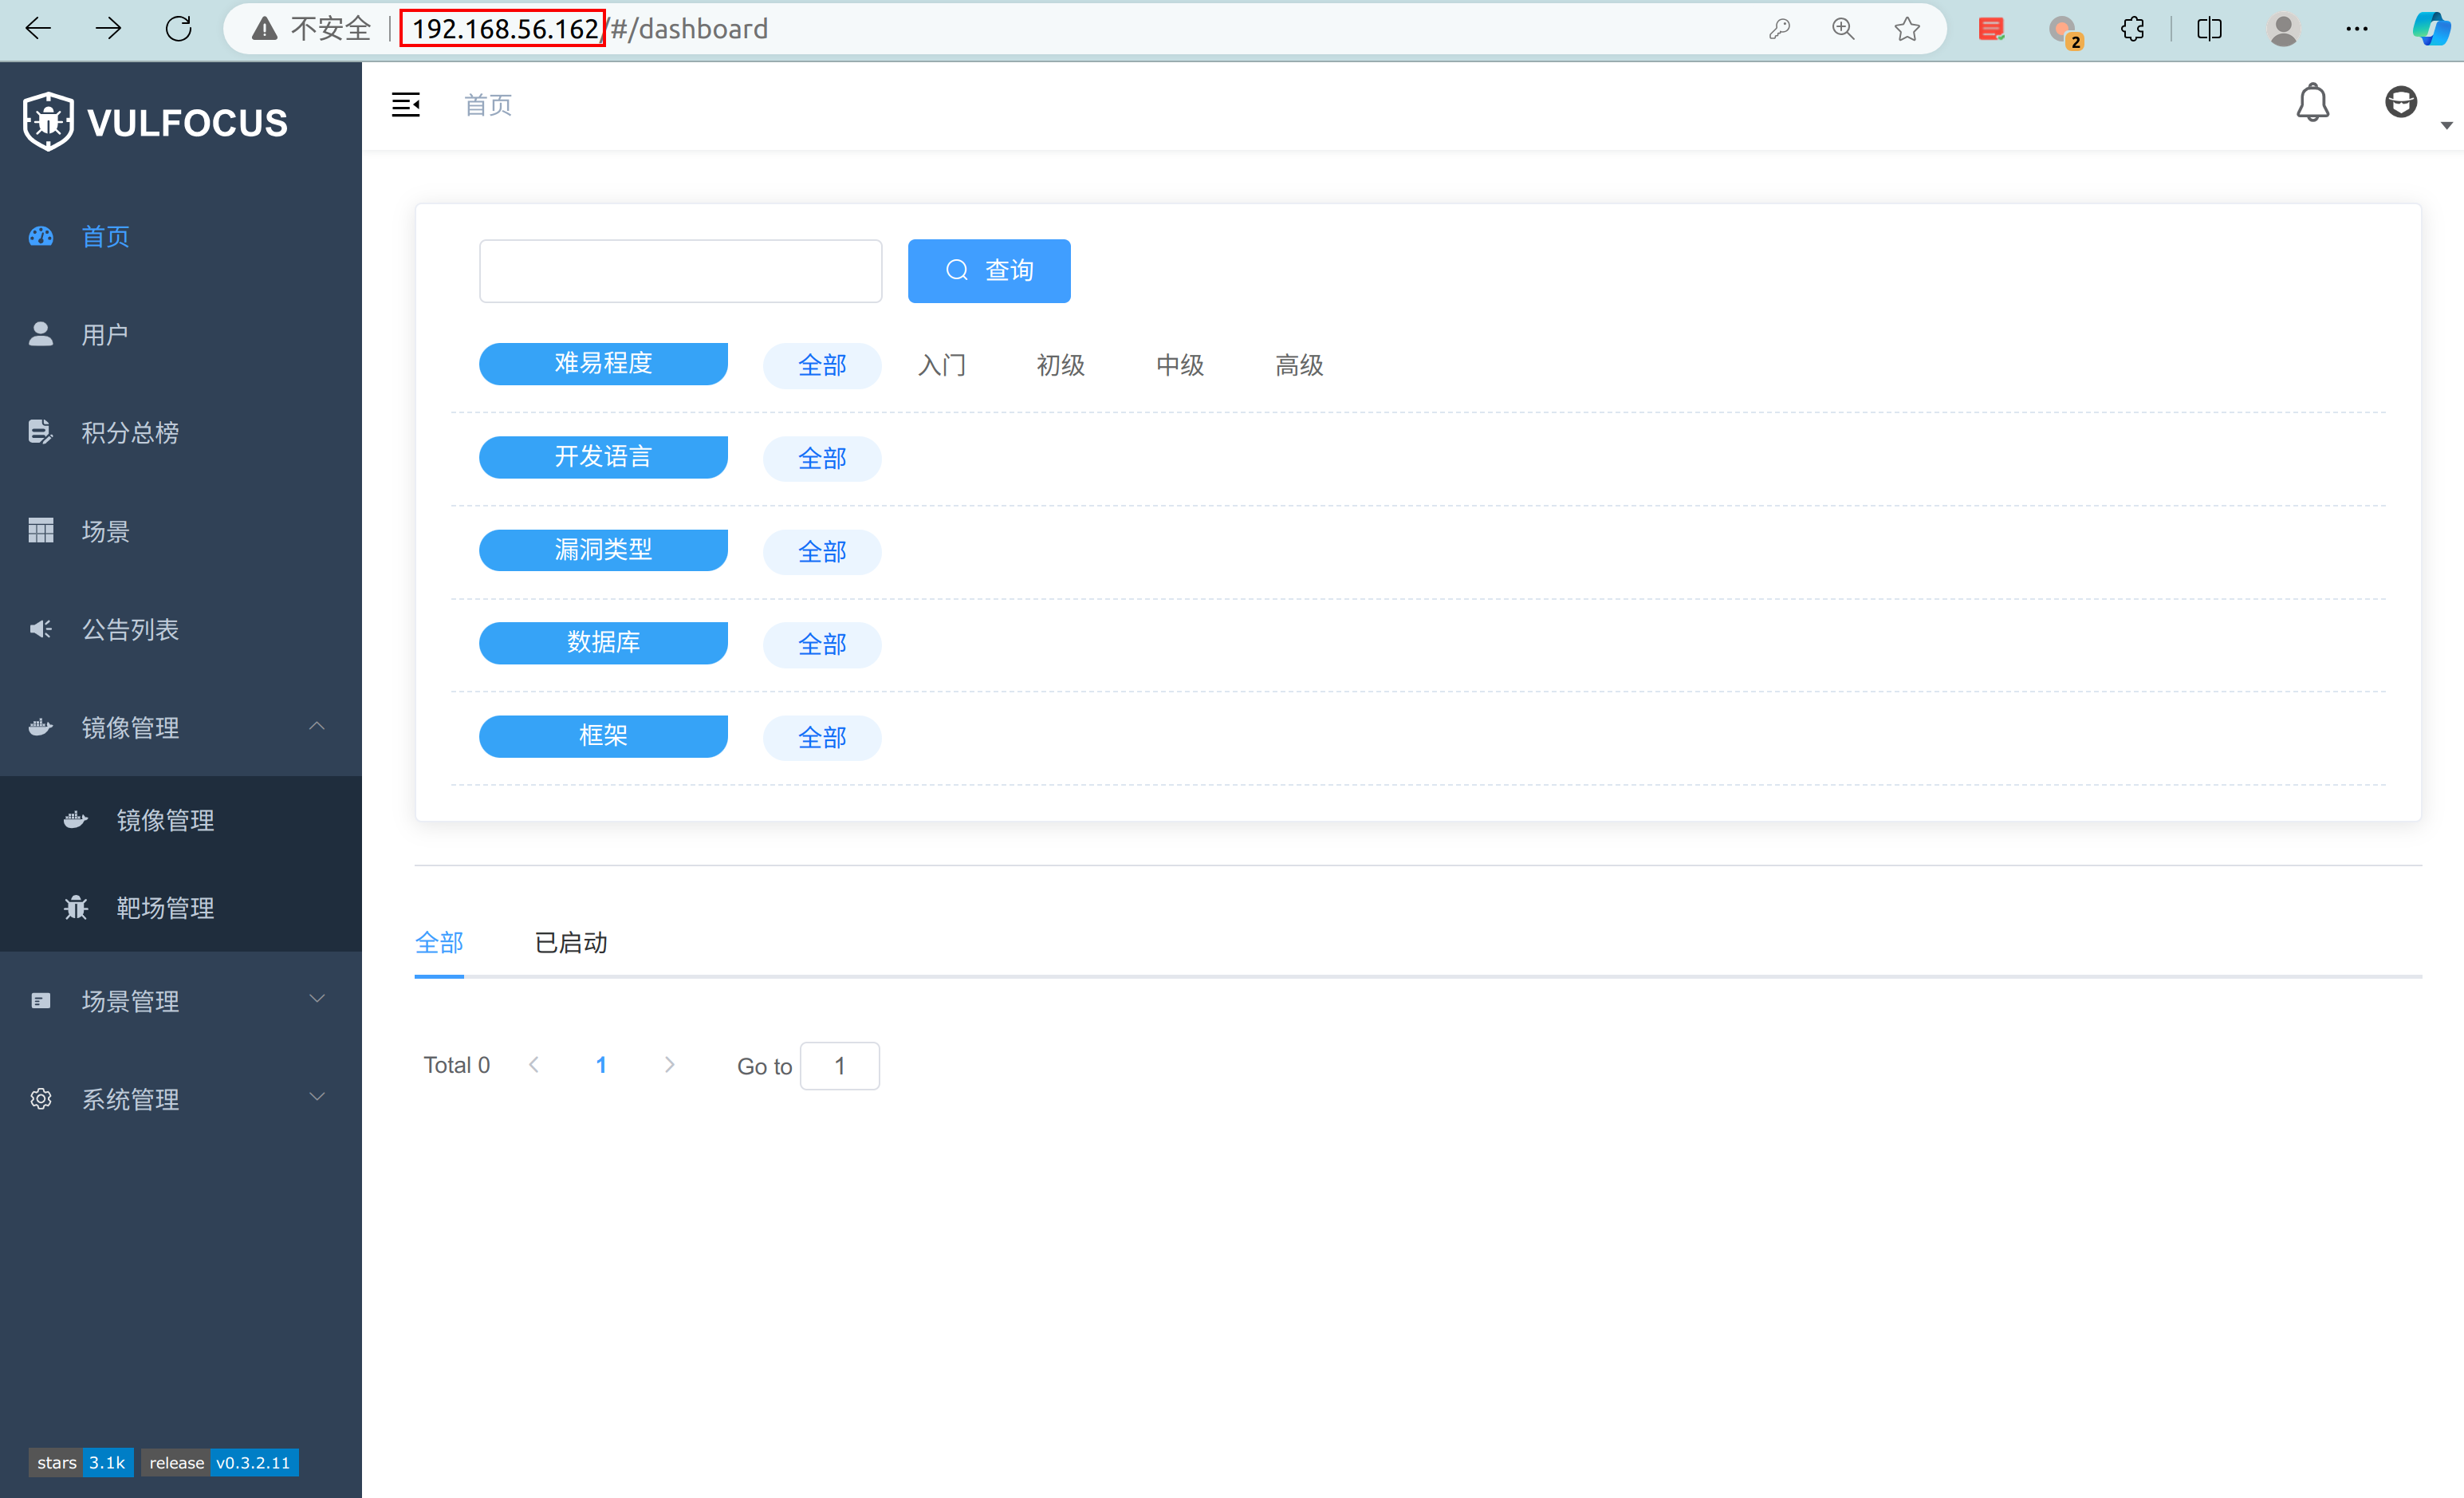 不安全 192.168.56.162/#/dashboard
2
VULFOCUS
首页
首页
用户
积分总榜
场景
公告列表
镜像管理
镜像管理
靶场管理
场景管理
系统管理
stars 3.1k release v0.3.2.11
查询
难易程度 全部 入门 初级 中级 高级
开发语言 全部
漏洞类型 全部
数据库 全部
框架 全部
全部 已启动
Total 0 1 Go to 1